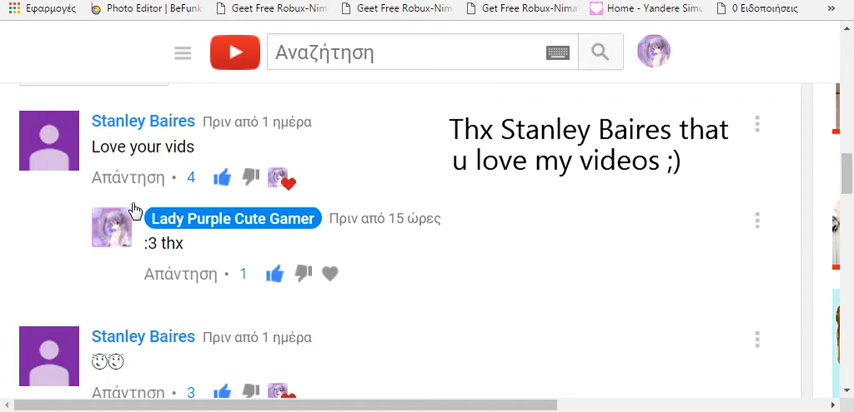 Εφαρμογές Photo Editor | BeFunk Geet Free Robux-Nim Geet Free Robux-Nim Get Free Robux-Nima Home - Yandere Simu 0 Ειδοποιήσεις »
Αναζήτηση
Stanley Baires Πριν από 1 ημέρα
Love your vids
Απάντηση • 4
Thx Stanley Baires that
u love my videos ;)
Lady Purple Cute Gamer Πριν από 15 ώρες
:3 thx
Απάντηση • 1
Stanley Baires Πριν από 1 ημέρα
Απάντηση • 3